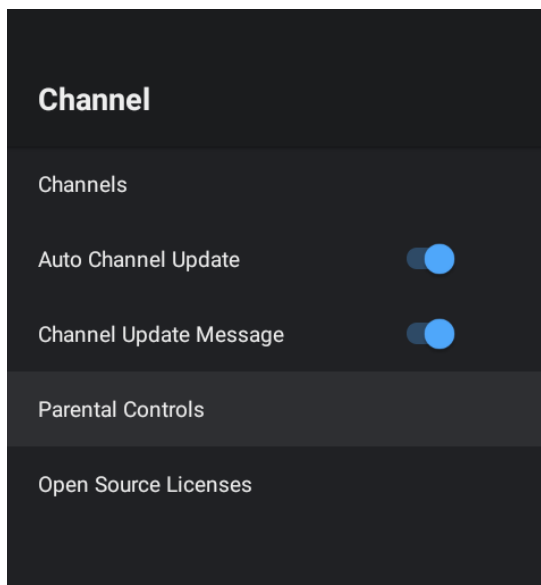 Channel
Channels
Auto Channel Update
Channel Update Message
Parental Controls
Open Source Licenses